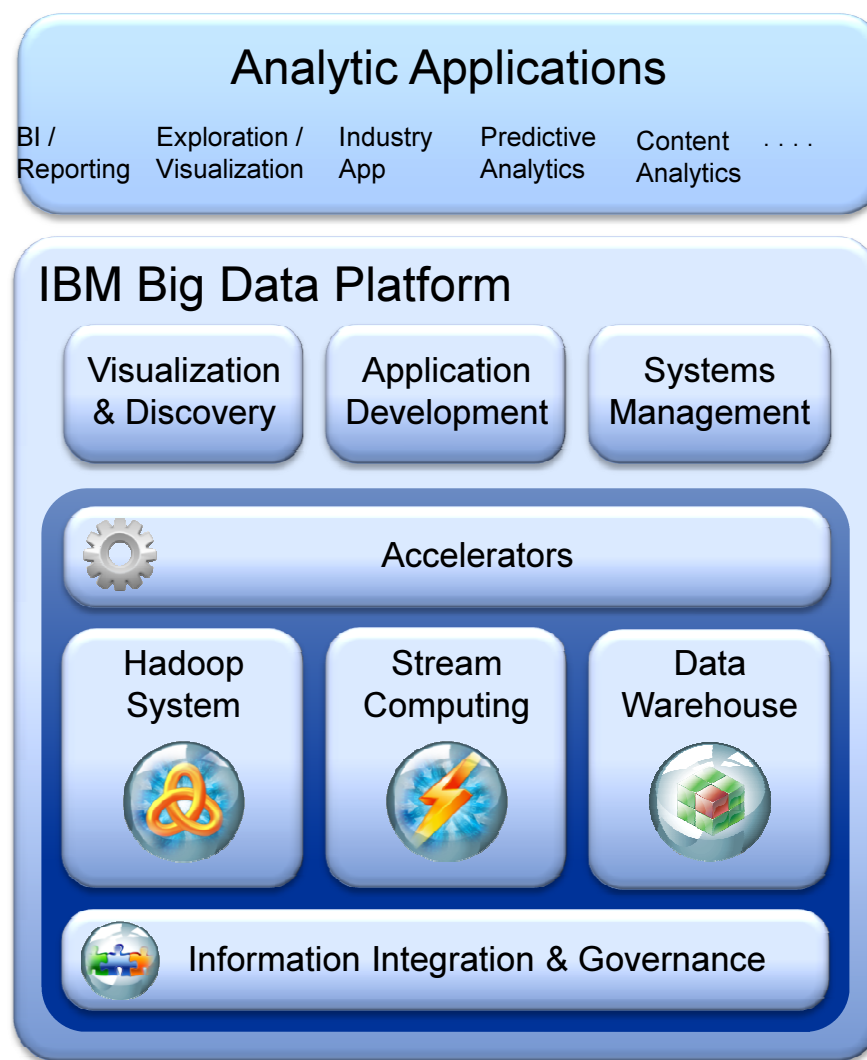 Analytic Applications
BI /
Reporting
Exploration /
Visualization
Industry
App
Predictive
Analytics
Content
Analytics
. . . .
IBM Big Data Platform
Visualization
& Discovery
Application
Development
Systems
Management
Accelerators
Hadoop
System
Stream
Computing
Data
Warehouse
Information Integration & Governance